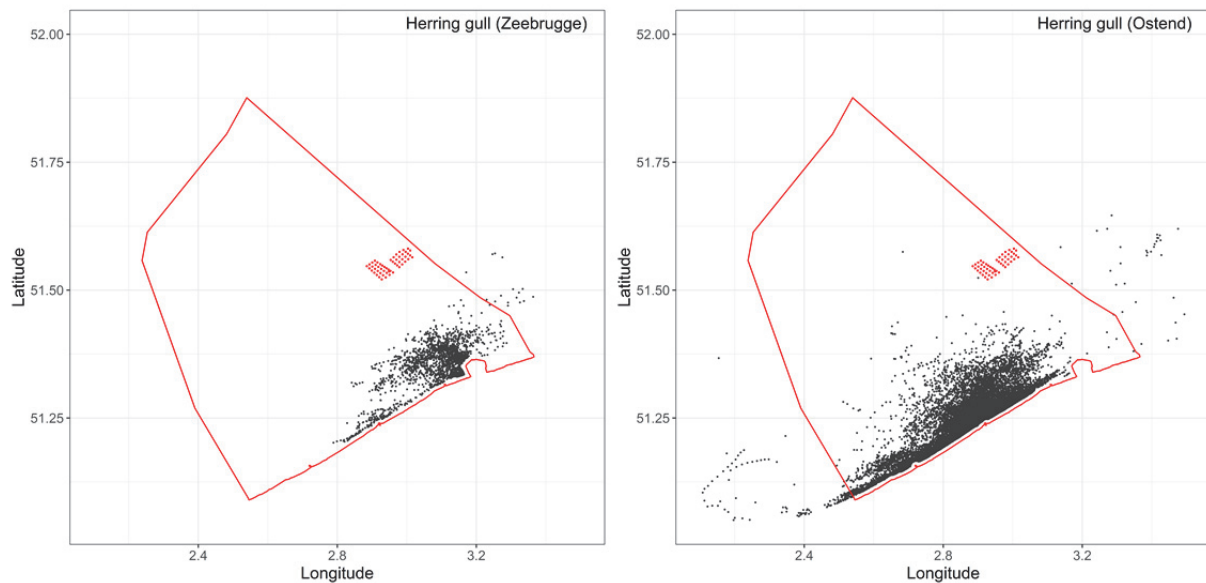 Herring gull (Zeebrugge)
52.00
51.75
51.50
51.25
Latitude
2.4
2.8
3.2
Longitude
Herring gull (Ostend)
52.00
51.75
51.50
51.25
Latitude
2.4
2.8
3.2
Longitude